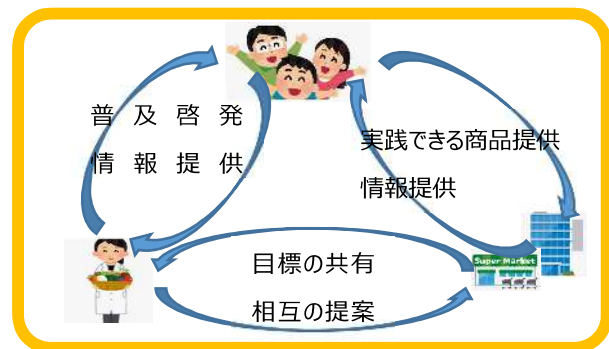 普及啓発
情報提供
実践できる商品提供
情報提供
目標の共有
相互の提案
Super Market